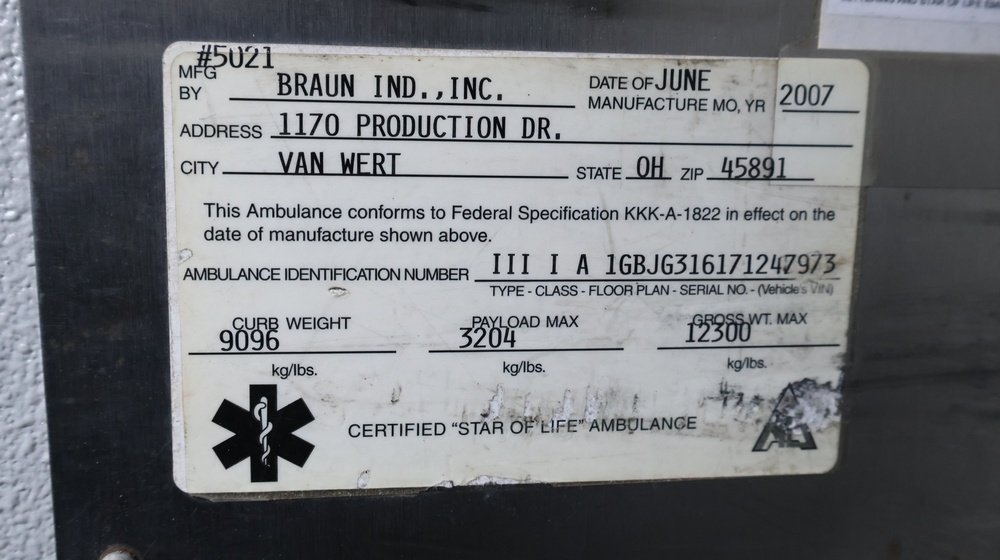 #5021
MFG BY BRAUN IND.,INC. DATE OF MANUFACTURE MO, YR JUNE 2007
ADDRESS 1170 PRODUCTION DR.
CITY VAN WERT STATE OH ZIP 45891
This Ambulance conforms to Federal Specification KKK-A-1822 in effect on the
date of manufacture shown above.
AMBULANCE IDENTIFICATION NUMBER III I A 1GBJG316171247973
TYPE - CLASS - FLOOR PLAN - SERIAL NO. - (Vehicle's VIN)
CURB WEIGHT PAYLOAD MAX GROSS WT. MAX
9096 3204 12300
kg/lbs. kg/lbs. kg/lbs.
CERTIFIED “STAR OF LIFE” AMBULANCE